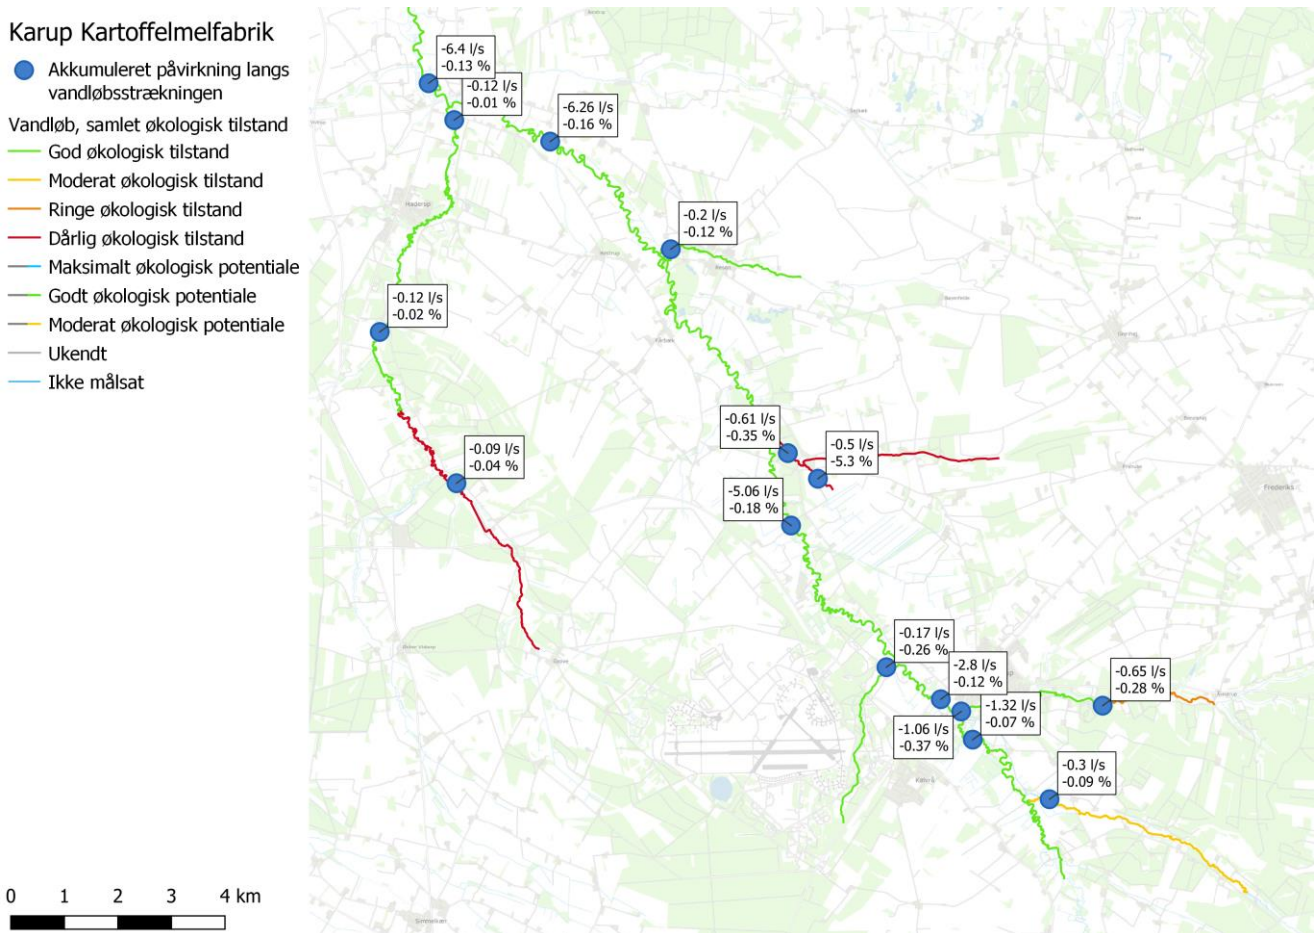 Karup Kartoffelmelfabrik
Akkumuleret påvirkning langs
vandløbsstrækningen
Vandløb, samlet økologisk tilstand
God økologisk tilstand
Moderat økologisk tilstand
Ringe økologisk tilstand
Dårlig økologisk tilstand
Maksimalt økologisk potentiale
Godt økologisk potentiale
Moderat økologisk potentiale
Ukendt
Ikke målsat
-6.4 l/s
-0.13 %
-0.12 l/s
-0.01 %
-6.26 l/s
-0.16 %
Haderup
-0.2 l/s
-0.12 %
-0.12 l/s
-0.02 %
-0.61 l/s
-0.35 %
-0.5 l/s
-5.3 %
-0.09 l/s
-0.04 %
Frederiks
-5.06 l/s
-0.18 %
-0.17 l/s
-0.26 %
-2.8 l/s
-0.12 %
-0.65 l/s
-0.28 %
-1.32 l/s
-0.07 %
-1.06 l/s
-0.37 %
-0.3 l/s
-0.09 %
0 1 2 3 4 km